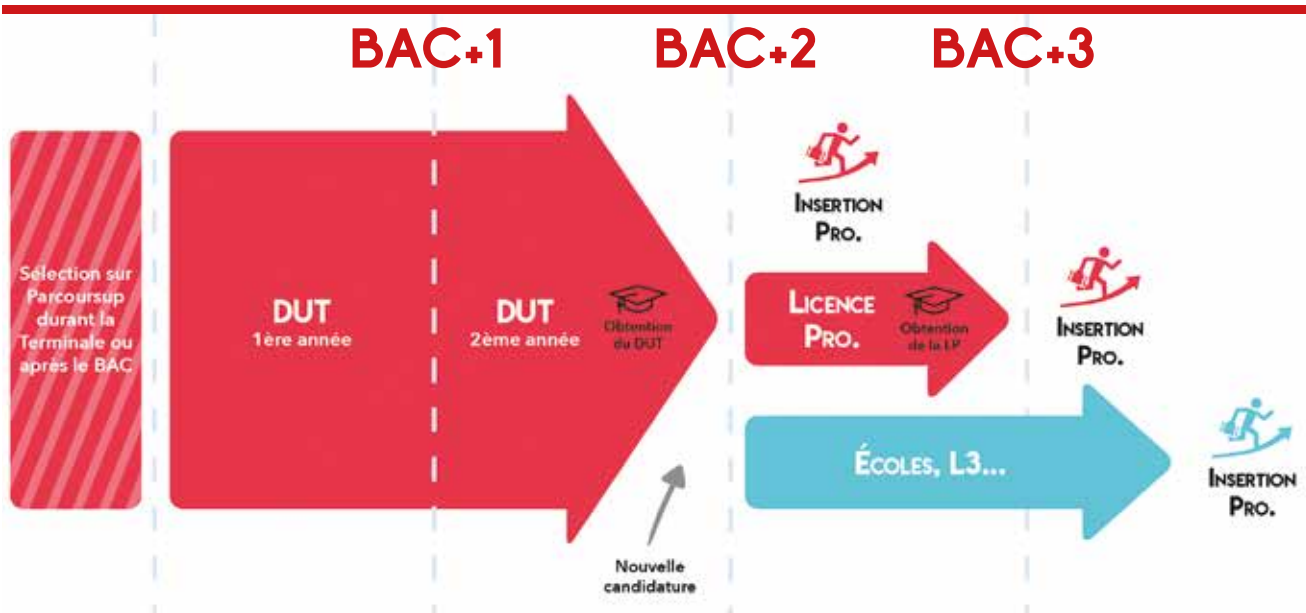 BAC+1
BAC+2
BAC+3
Sélection sur
Parcoursup
durant la
Terminale ou
après le BAC
DUT
1ère année
DUT
2ème année
Obtention
du DUT
Nouvelle
candidature
INSERTION
PRO.
LICENCE
PRO.
Obtention
de la LP
INSERTION
PRO.
ÉCOLES, L3...
INSERTION
PRO.